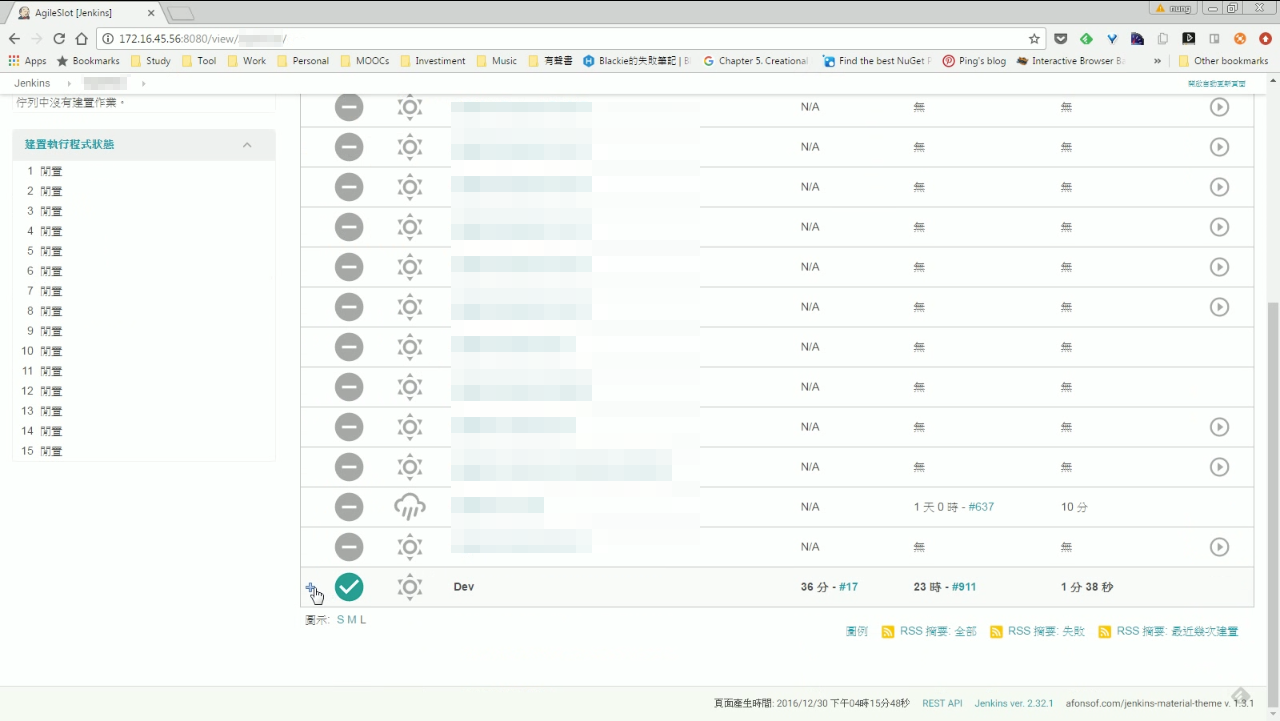 AgileSlot [Jenkins]
nung
172.16.45.56:8080/view/
Apps Bookmarks Study Tool Work Personal MOOCs Investiment Music 有聲書 Blackie的失敗筆記 | B Chapter 5. Creational Find the best NuGet P Ping's blog Interactive Browser Ba » Other bookmarks
Jenkins
開啟自動更新頁面
佇列中沒有建置作業。
建置執行程式狀態
1 閒置
2 閒置
3 閒置
4 閒置
5 閒置
6 閒置
7 閒置
8 閒置
9 閒置
10 閒置
11 閒置
12 閒置
13 閒置
14 閒置
15 閒置
N/A 無 無
N/A 無 無
N/A 無 無
N/A 無 無
N/A 無 無
N/A 無 無
N/A 無 無
N/A 無 無
N/A 無 無
N/A 無 無
N/A 1 天 0 時 - #637 10 分
N/A 無 無
Dev 36 分 - #17 23 時 - #911 1 分 38 秒
圖示: S M L
圖例 RSS 摘要: 全部 RSS 摘要: 失敗 RSS 摘要: 最近幾次建置
頁面產生時間: 2016/12/30 下午04時15分48秒 REST API Jenkins ver. 2.32.1 afonsof.com/jenkins-material-theme v. 1.3.1